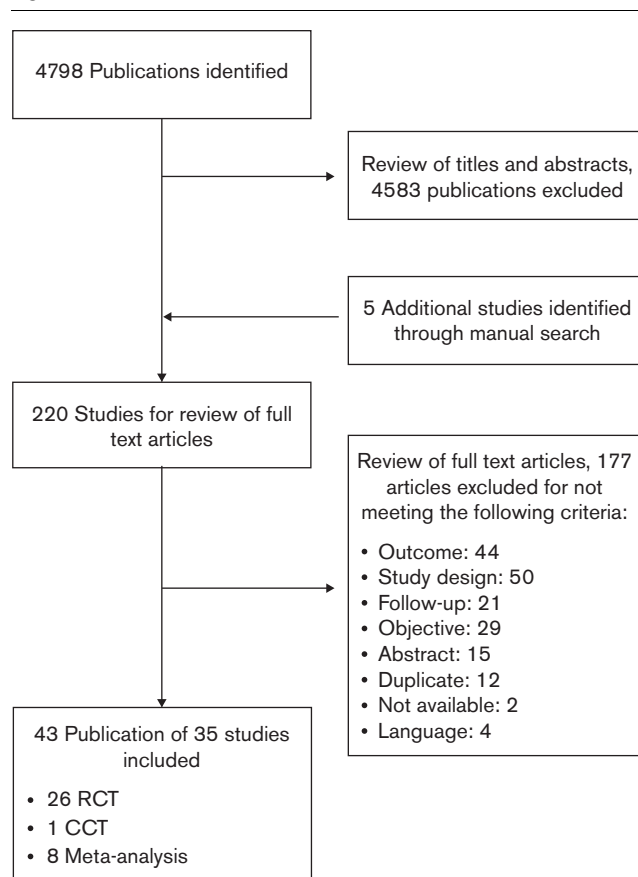 4798 Publications identified
Review of titles and abstracts,
4583 publications excluded
5 Additional studies identified
through manual search
220 Studies for review of full
text articles
Review of full text articles, 177
articles excluded for not
meeting the following criteria:
• Outcome: 44
• Study design: 50
• Follow-up: 21
• Objective: 29
• Abstract: 15
• Duplicate: 12
• Not available: 2
• Language: 4
43 Publication of 35 studies
included
• 26 RCT
• 1 CCT
• 8 Meta-analysis